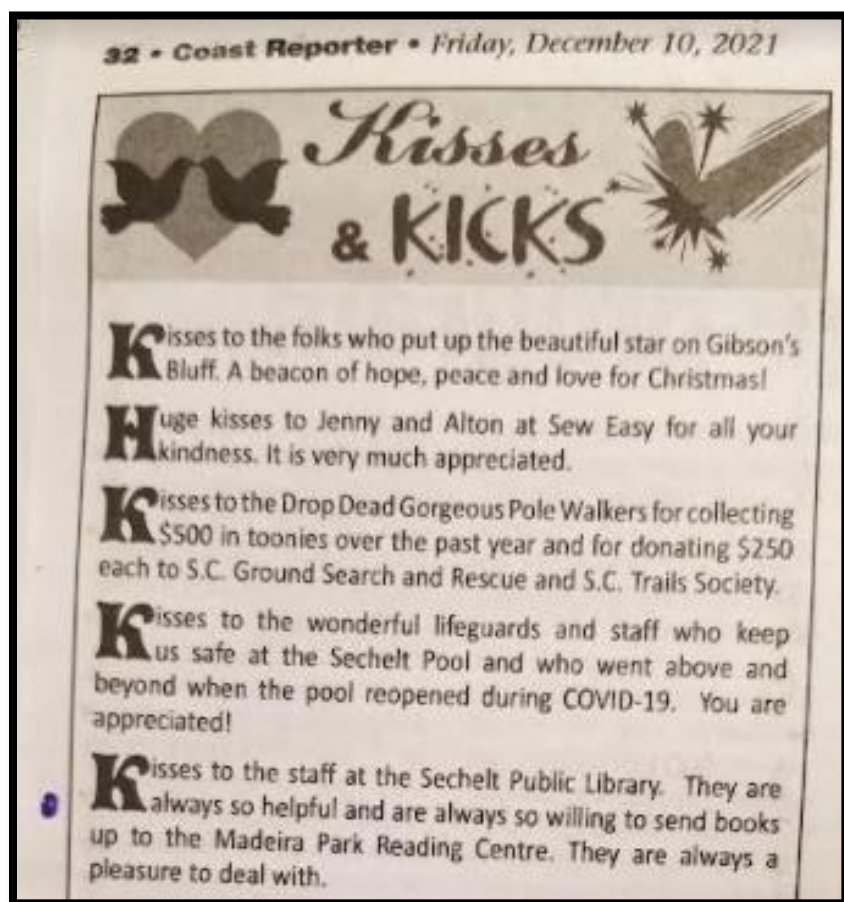 32 • Coast Reporter • Friday, December 10, 2021
Kisses
& KICKS
Kisses to the folks who put up the beautiful star on Gibson's
Bluff. A beacon of hope, peace and love for Christmas!
Huge kisses to Jenny and Alton at Sew Easy for all your
kindness. It is very much appreciated.
Kisses to the Drop Dead Gorgeous Pole Walkers for collecting
$500 in toonies over the past year and for donating $250
each to S.C. Ground Search and Rescue and S.C. Trails Society.
Kisses to the wonderful lifeguards and staff who keep
us safe at the Sechelt Pool and who went above and
beyond when the pool reopened during COVID-19. You are
appreciated!
Kisses to the staff at the Sechelt Public Library. They are
always so helpful and are always so willing to send books
up to the Madeira Park Reading Centre. They are always a
pleasure to deal with.